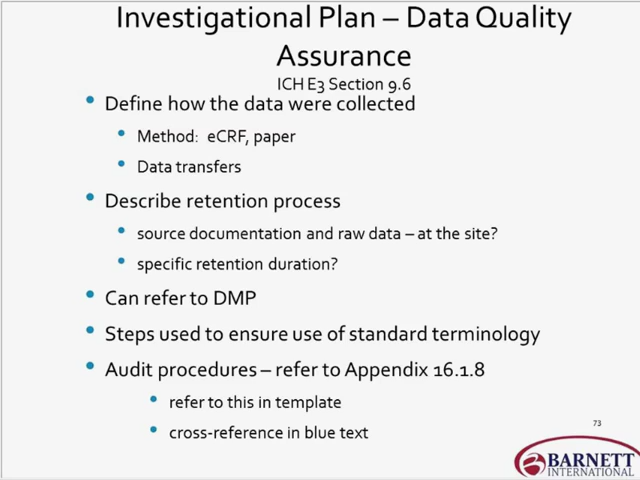 Investigational Plan – Data Quality
Assurance
ICH E3 Section 9.6
• Define how the data were collected
• Method: eCRF, paper
• Data transfers
• Describe retention process
• source documentation and raw data – at the site?
• specific retention duration?
• Can refer to DMP
• Steps used to ensure use of standard terminology
• Audit procedures – refer to Appendix 16.1.8
• refer to this in template
• cross-reference in blue text
73
BARNETT
INTERNATIONAL